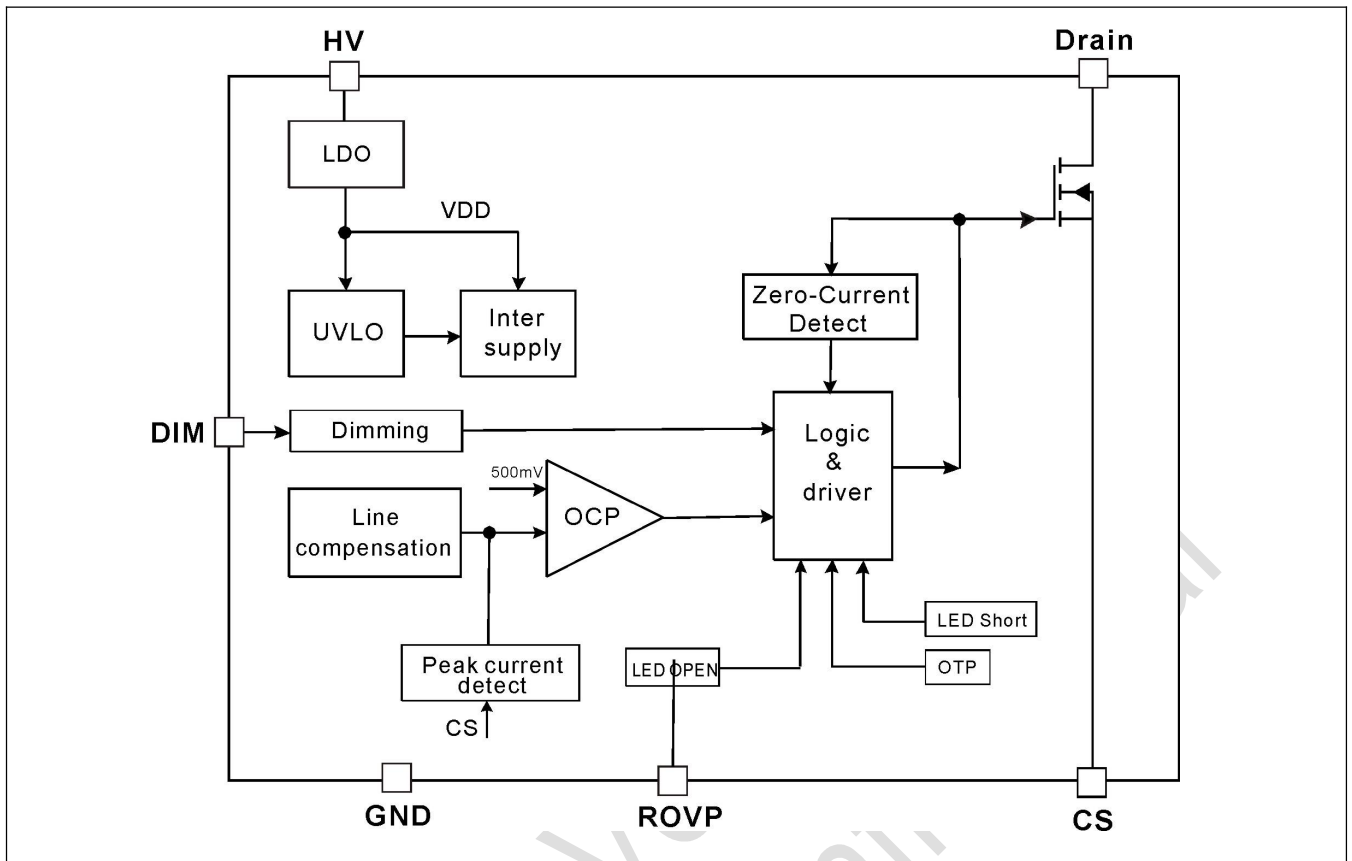 HV
Drain
LDO
VDD
UVLO
Inter
supply
Zero-Current
Detect
DIM
Dimming
Logic
&
driver
500mV
OCP
Line
compensation
LED Short
Peak current
detect
LED OPEN
OTP
CS
GND
ROVP
CS